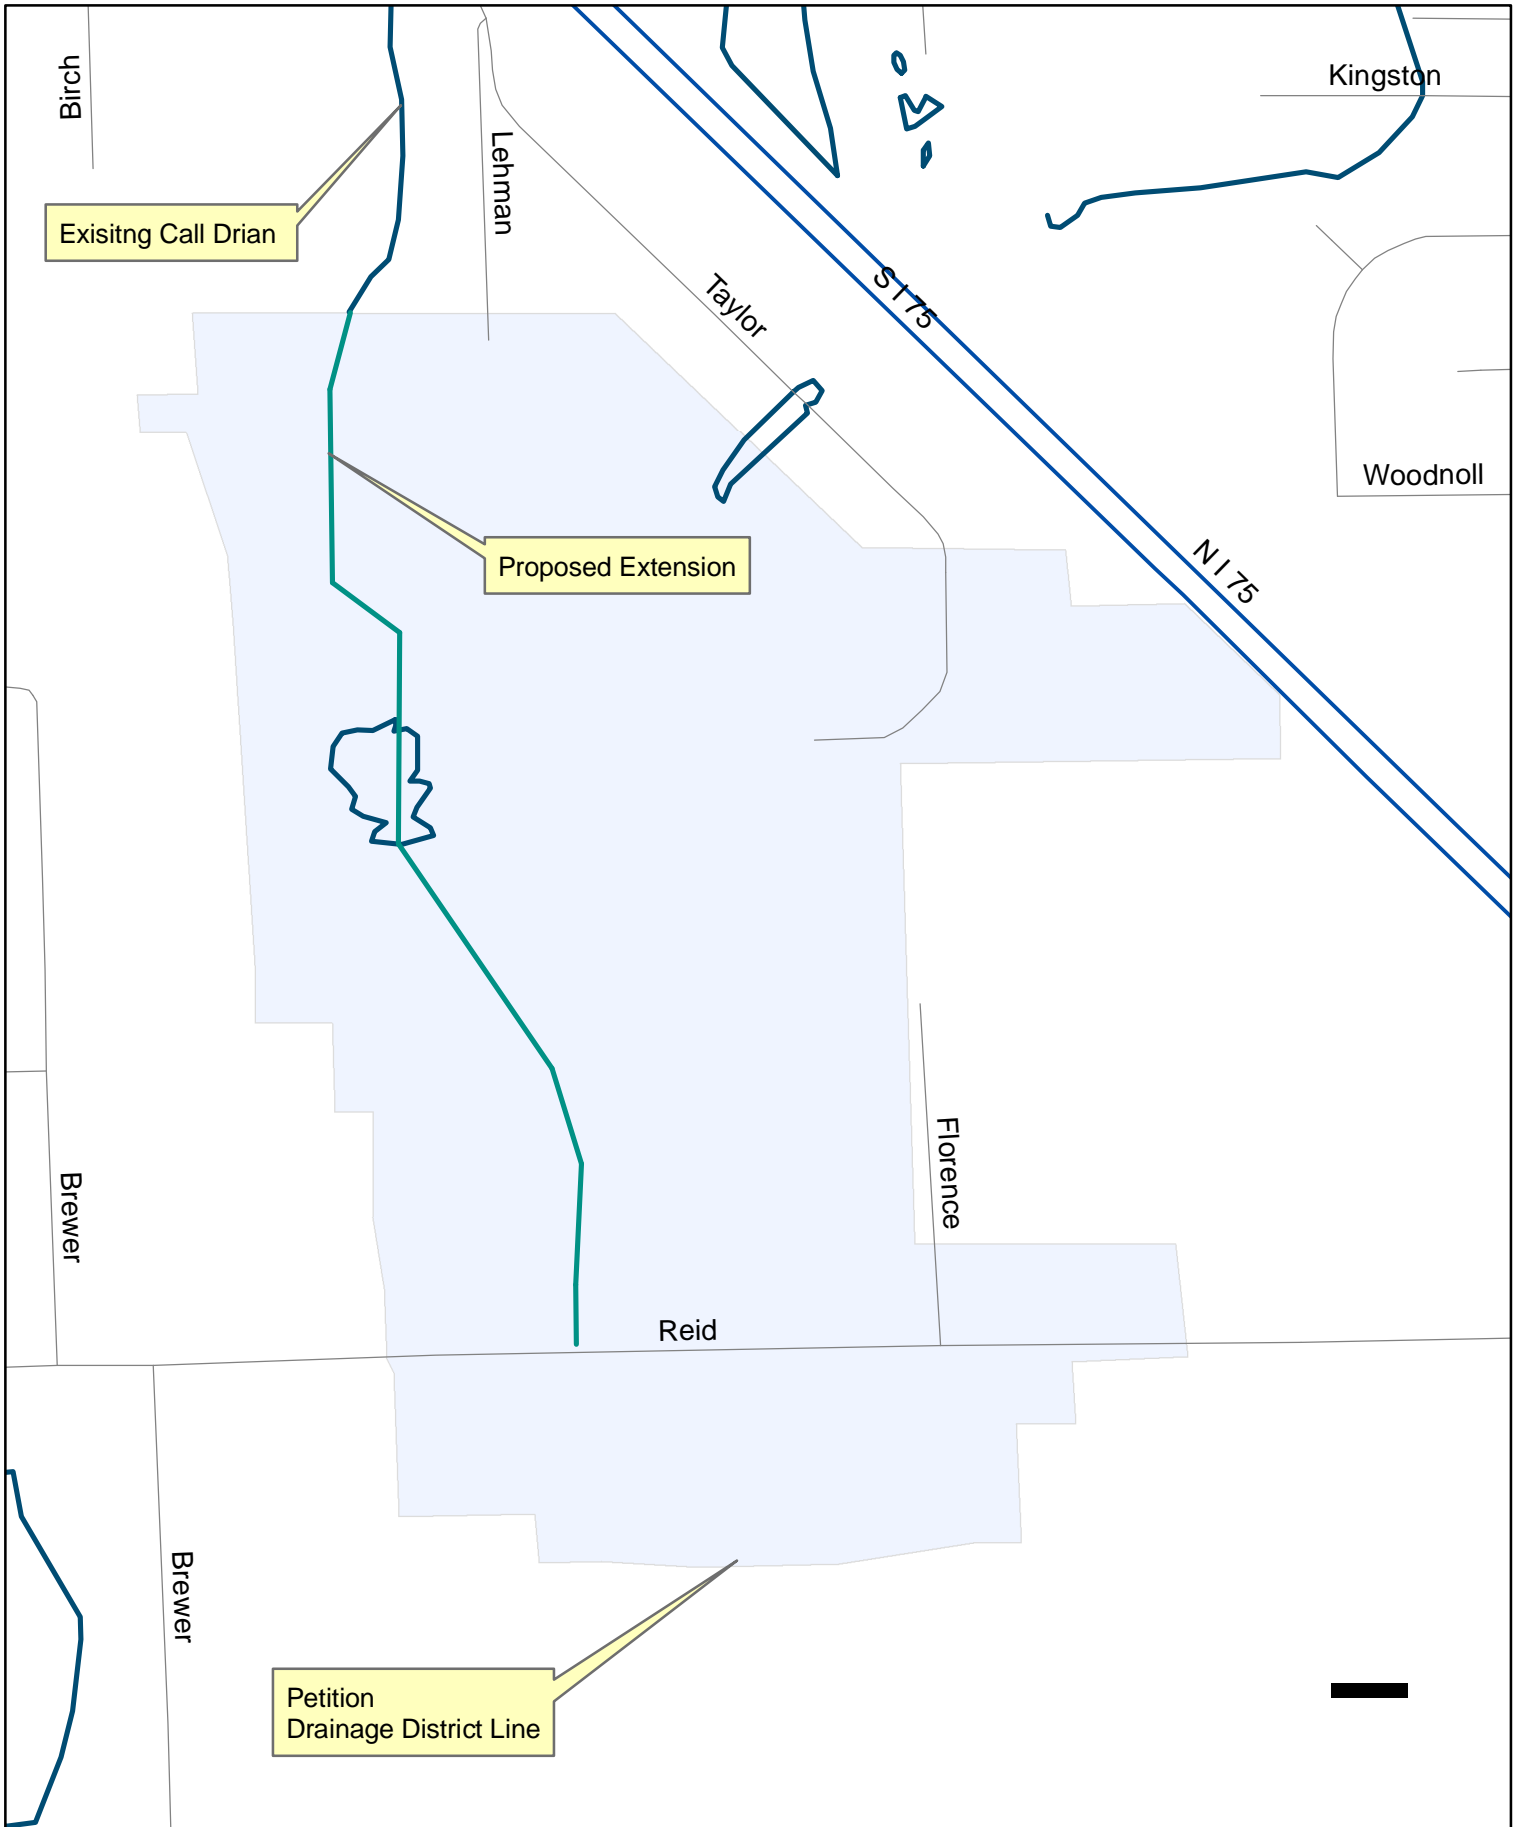 Birch
Kingston
Lehman
Exisitng Call Drian
Taylor
S I 75
Woodnoll
Proposed Extension
N I 75
Florence
Brewer
Reid
Brewer
Petition
Drainage District Line